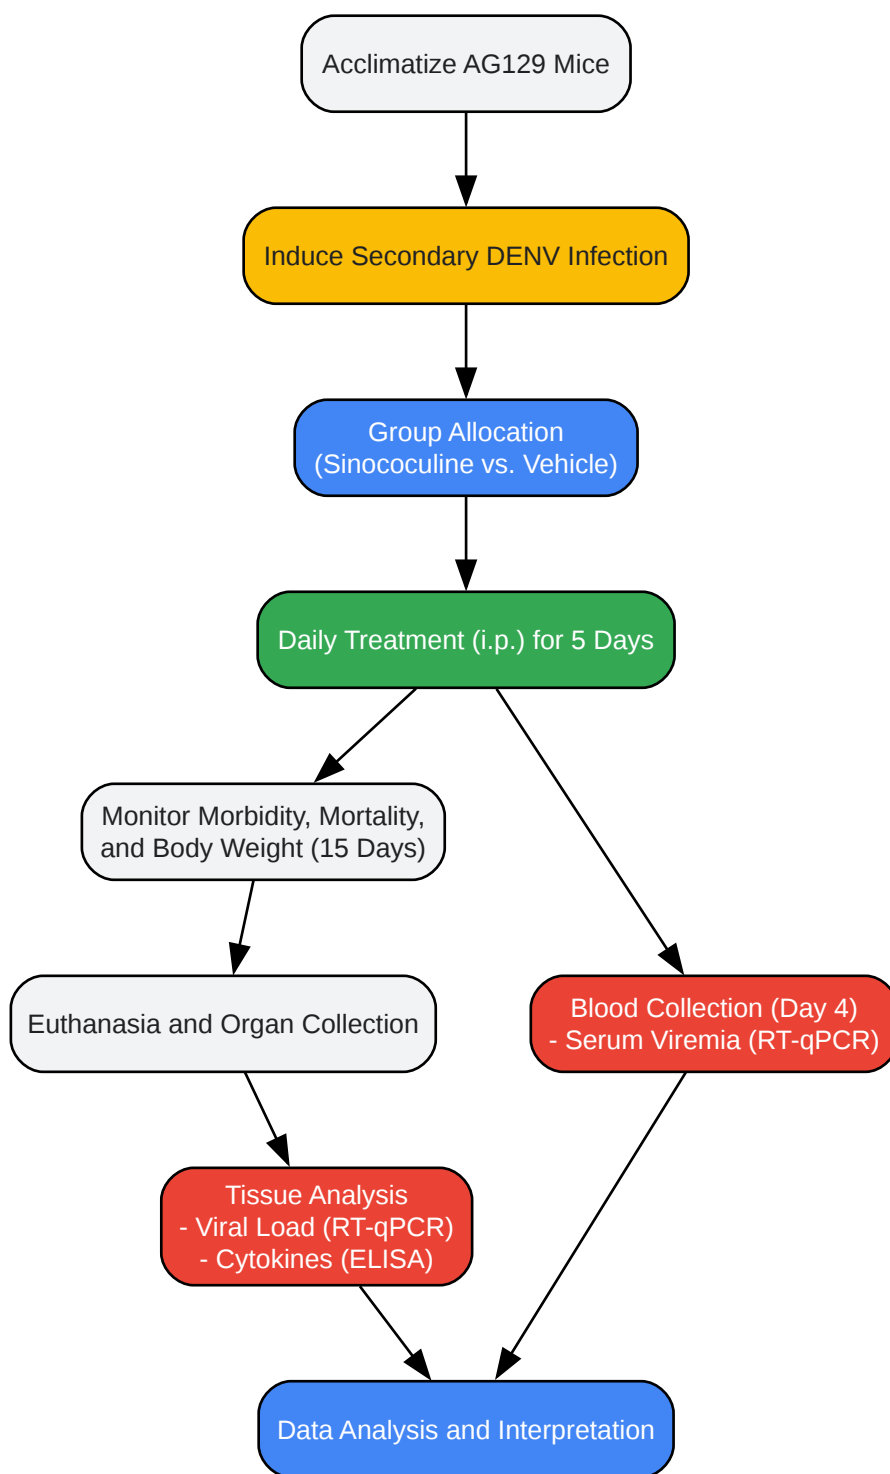 Acclimatize AG129 Mice
Induce Secondary DENV Infection
Group Allocation
(Sinococuline vs. Vehicle)
Daily Treatment (i.p.) for 5 Days
Monitor Morbidity, Mortality,
and Body Weight (15 Days)
Euthanasia and Organ Collection
Blood Collection (Day 4)
- Serum Viremia (RT-qPCR)
Tissue Analysis
- Viral Load (RT-qPCR)
- Cytokines (ELISA)
Data Analysis and Interpretation